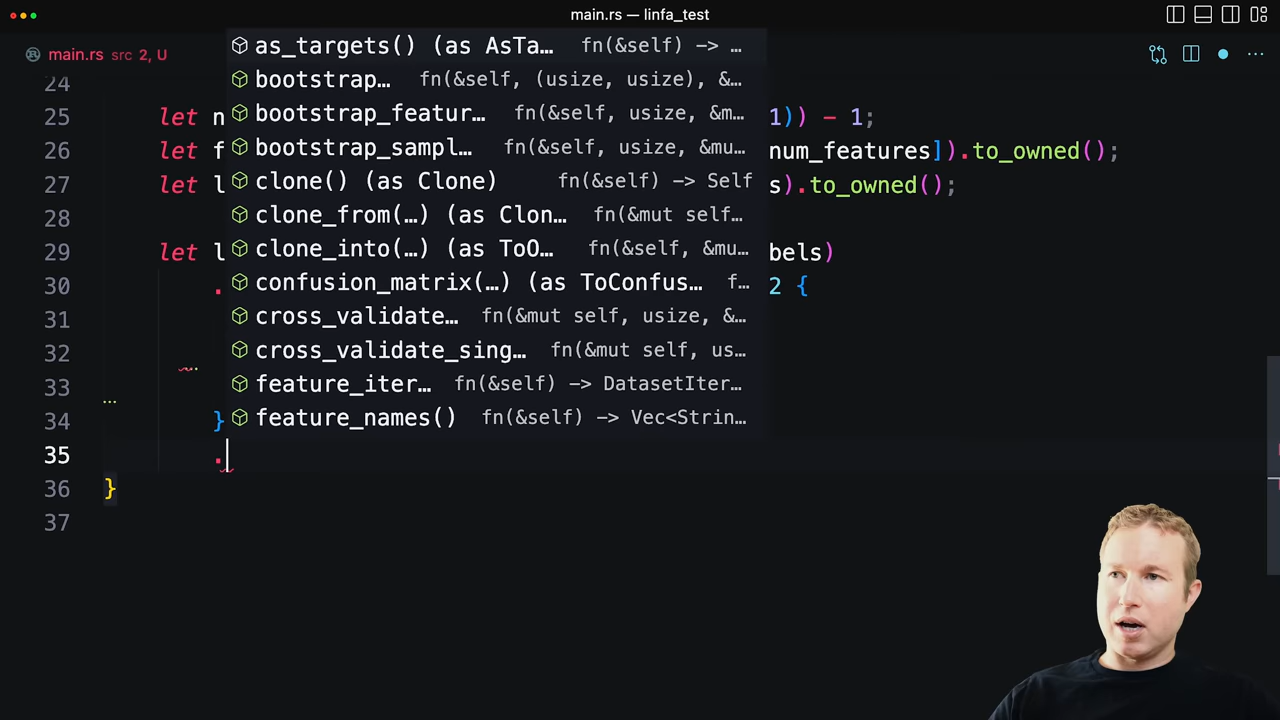 main.rs — linfa_test
main.rs src 2, U
24
25 let n 1)) - 1;
26 let f num_features]).to_owned();
27 let l s).to_owned();
28
29 let l bels)
30 . 2 {
31
32
33
34 }
35 .
36 }
37
as_targets() (as AsTa… fn(&self) -> …
bootstrap… fn(&self, (usize, usize), &…
bootstrap_featur… fn(&self, usize, &m…
bootstrap_sampl… fn(&self, usize, &mu…
clone() (as Clone) fn(&self) -> Self
clone_from(…) (as Clon… fn(&mut self…
clone_into(…) (as ToO… fn(&self, &mu…
confusion_matrix(…) (as ToConfus… f…
cross_validate… fn(&mut self, usize, &…
cross_validate_sing… fn(&mut self, us…
feature_iter… fn(&self) -> DatasetIter…
feature_names() fn(&self) -> Vec<Strin…